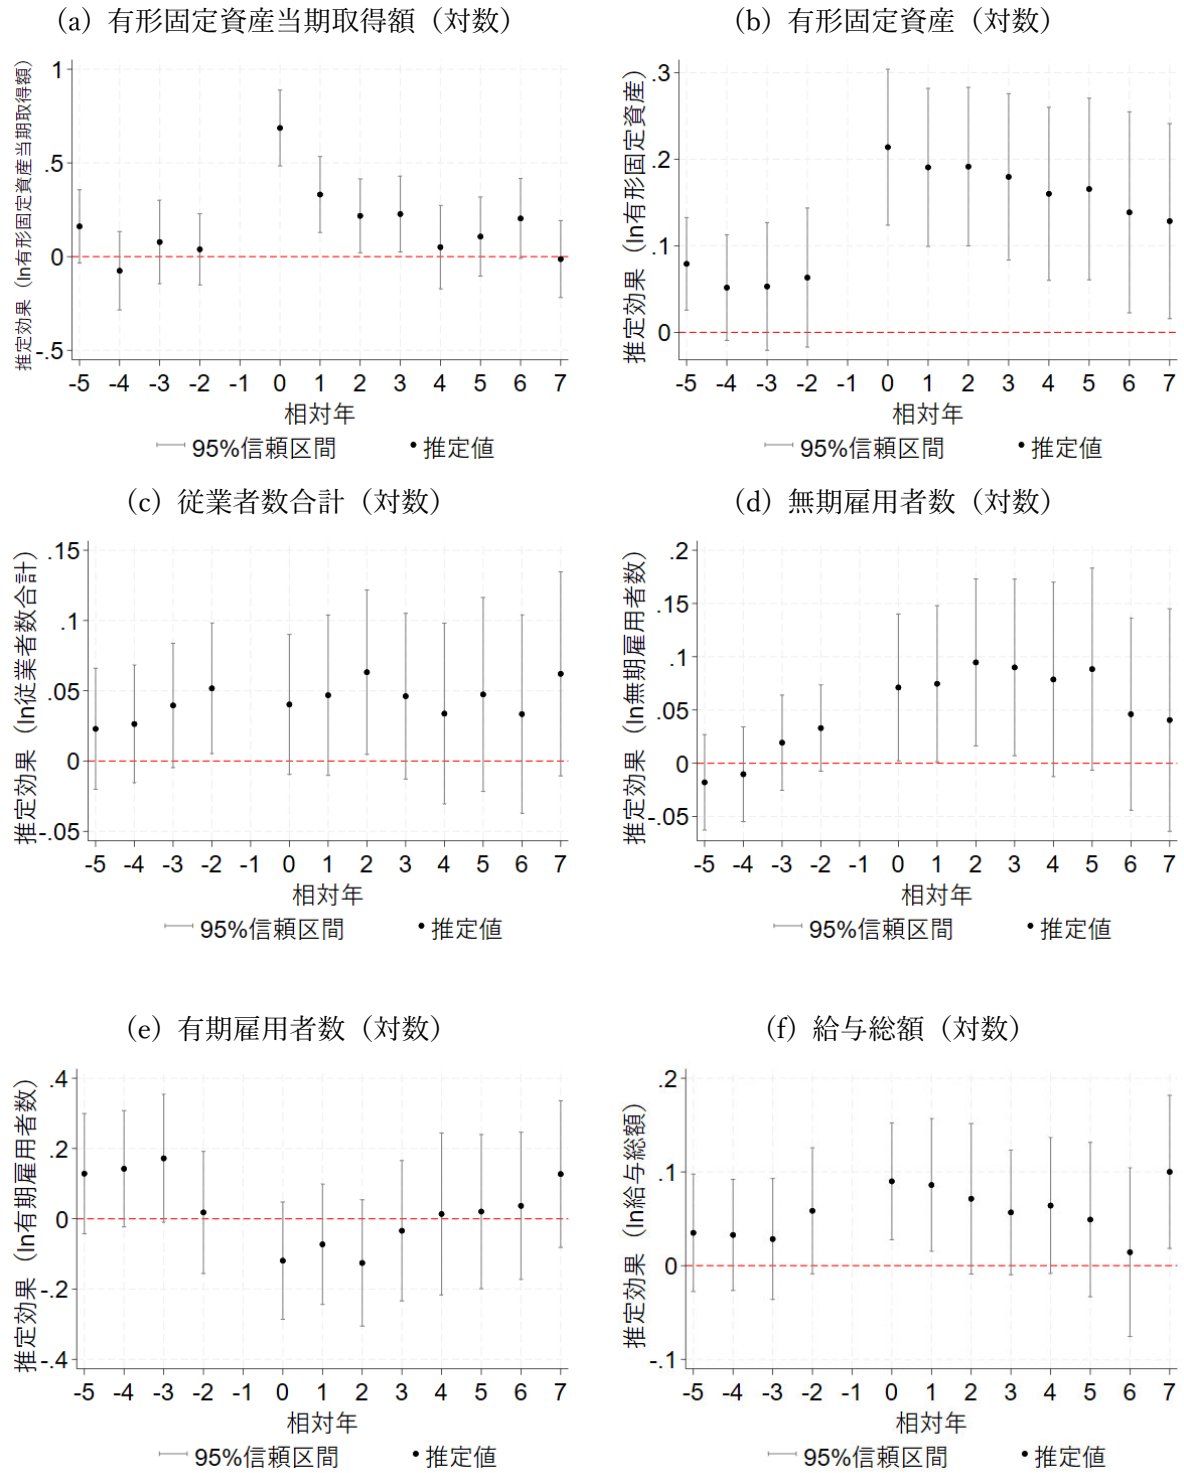 (a) 有形固定資産当期取得額（対数）
推定効果（ln有形固定資産当期取得額）
1
.5
0
-.5
-5 -4 -3 -2 -1 0 1 2 3 4 5 6 7
相対年
95%信頼区間 推定値
(b) 有形固定資産（対数）
推定効果（ln有形固定資産）
.3
.2
.1
0
-5 -4 -3 -2 -1 0 1 2 3 4 5 6 7
相対年
95%信頼区間 推定値
(c) 従業者数合計（対数）
推定効果（ln従業者数合計）
.15
.1
.05
0
-.05
-5 -4 -3 -2 -1 0 1 2 3 4 5 6 7
相対年
95%信頼区間 推定値
(d) 無期雇用者数（対数）
推定効果（ln無期雇用者数）
.2
.15
.1
.05
0
-.05
-5 -4 -3 -2 -1 0 1 2 3 4 5 6 7
相対年
95%信頼区間 推定値
(e) 有期雇用者数（対数）
推定効果（ln有期雇用者数）
.4
.2
0
-.2
-.4
-5 -4 -3 -2 -1 0 1 2 3 4 5 6 7
相対年
95%信頼区間 推定値
(f) 給与総額（対数）
推定効果（ln給与総額）
.2
.1
0
-.1
-5 -4 -3 -2 -1 0 1 2 3 4 5 6 7
相対年
95%信頼区間 推定値